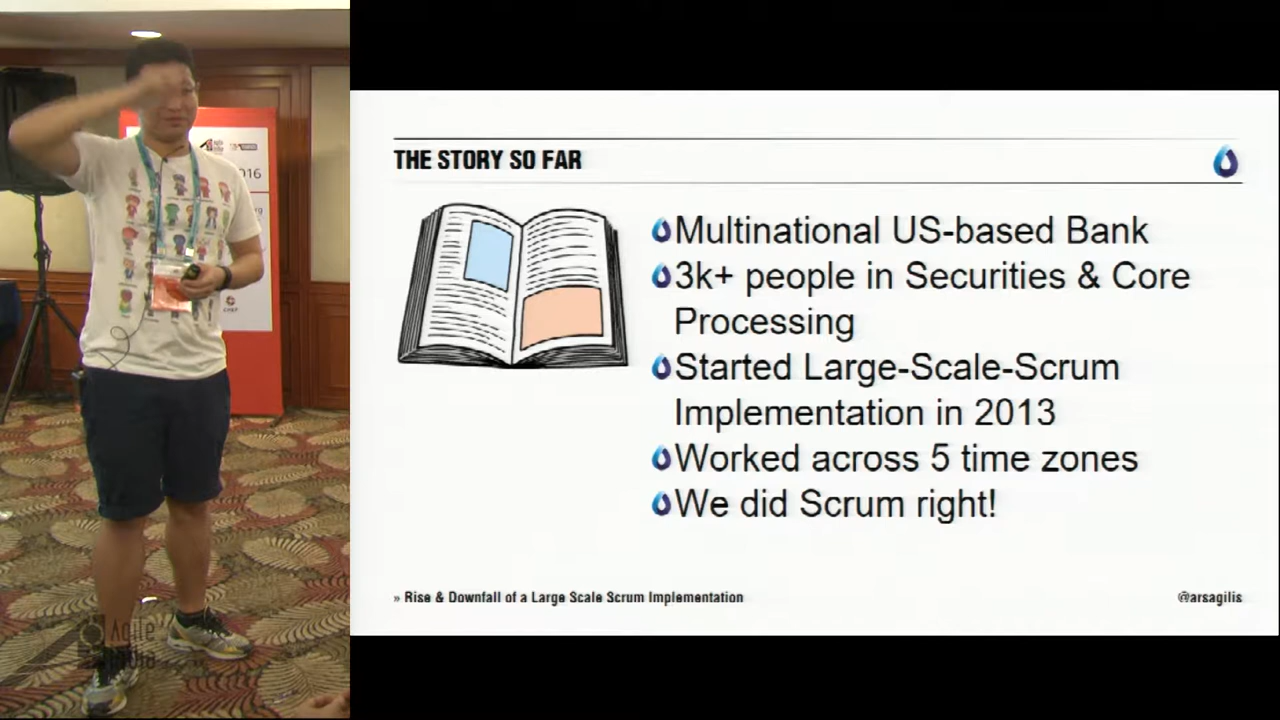 THE STORY SO FAR
Multinational US-based Bank
3k+ people in Securities & Core
Processing
Started Large-Scale-Scrum
Implementation in 2013
Worked across 5 time zones
We did Scrum right!
» Rise & Downfall of a Large Scale Scrum Implementation
@arsagilis
Agile
India